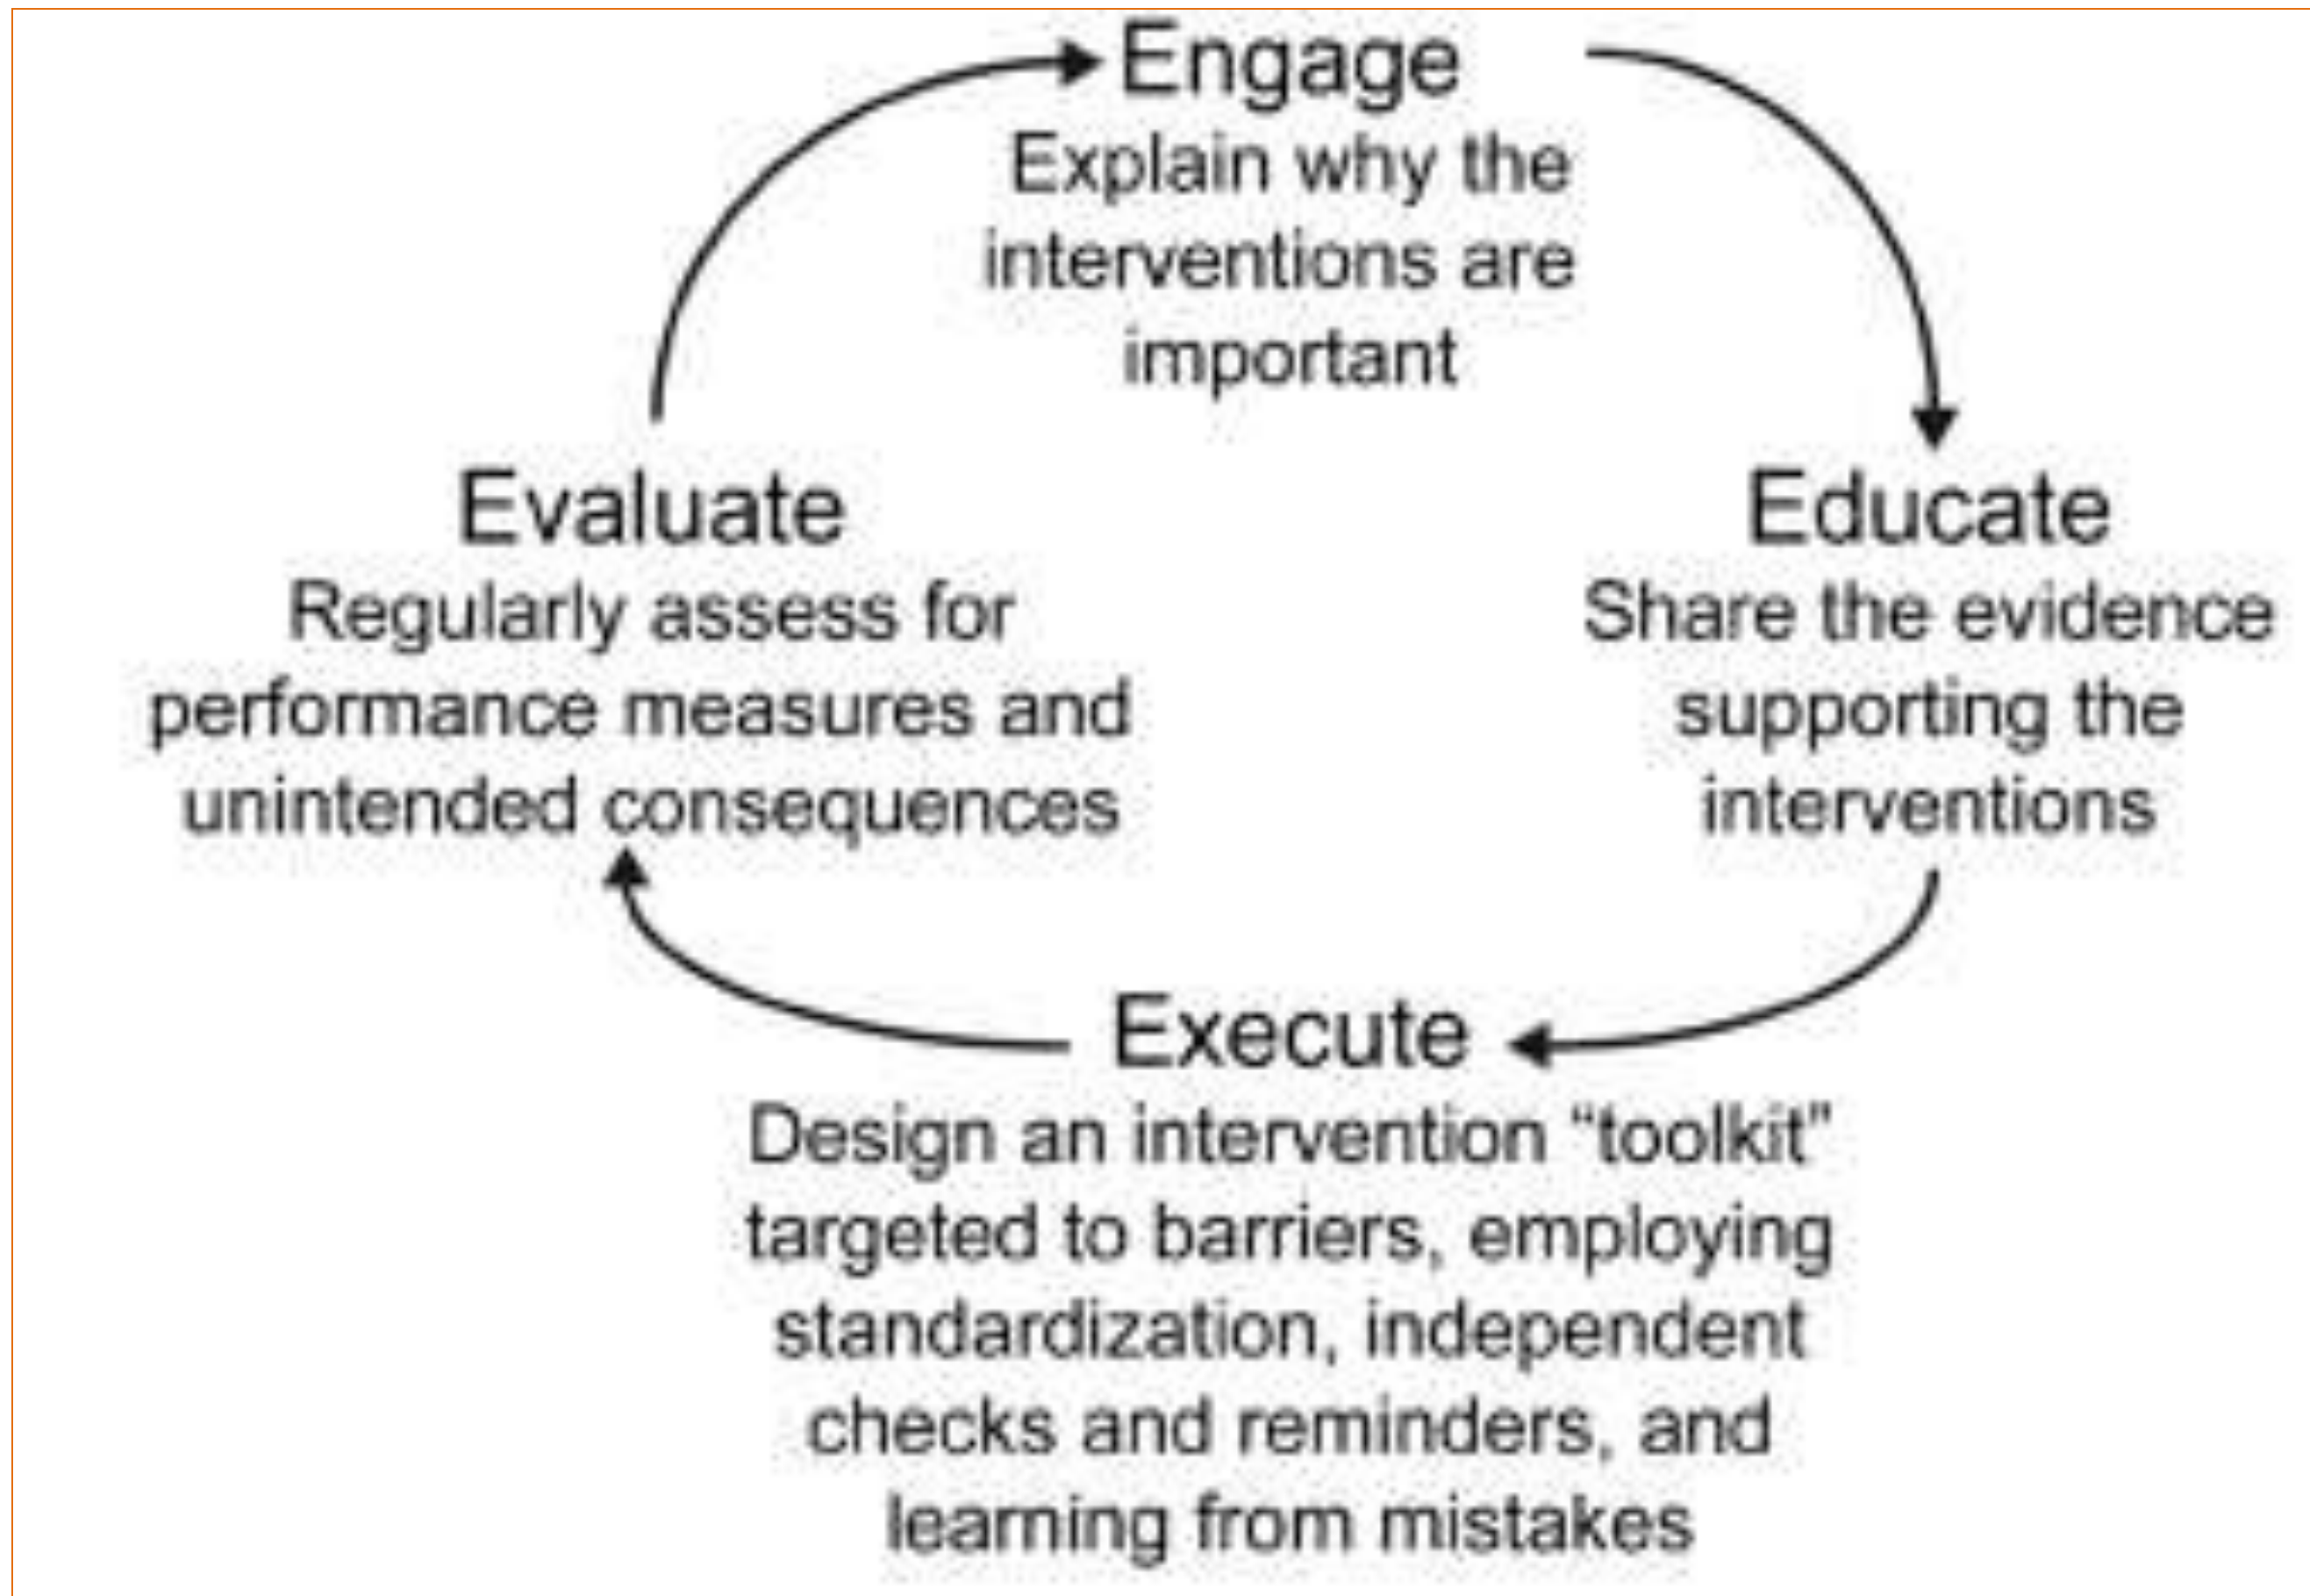 Engage
Explain why the
interventions are
important
Educate
Share the evidence
supporting the
interventions
Execute
Design an intervention “toolkit”
targeted to barriers, employing
standardization, independent
checks and reminders, and
learning from mistakes
Evaluate
Regularly assess for
performance measures and
unintended consequences